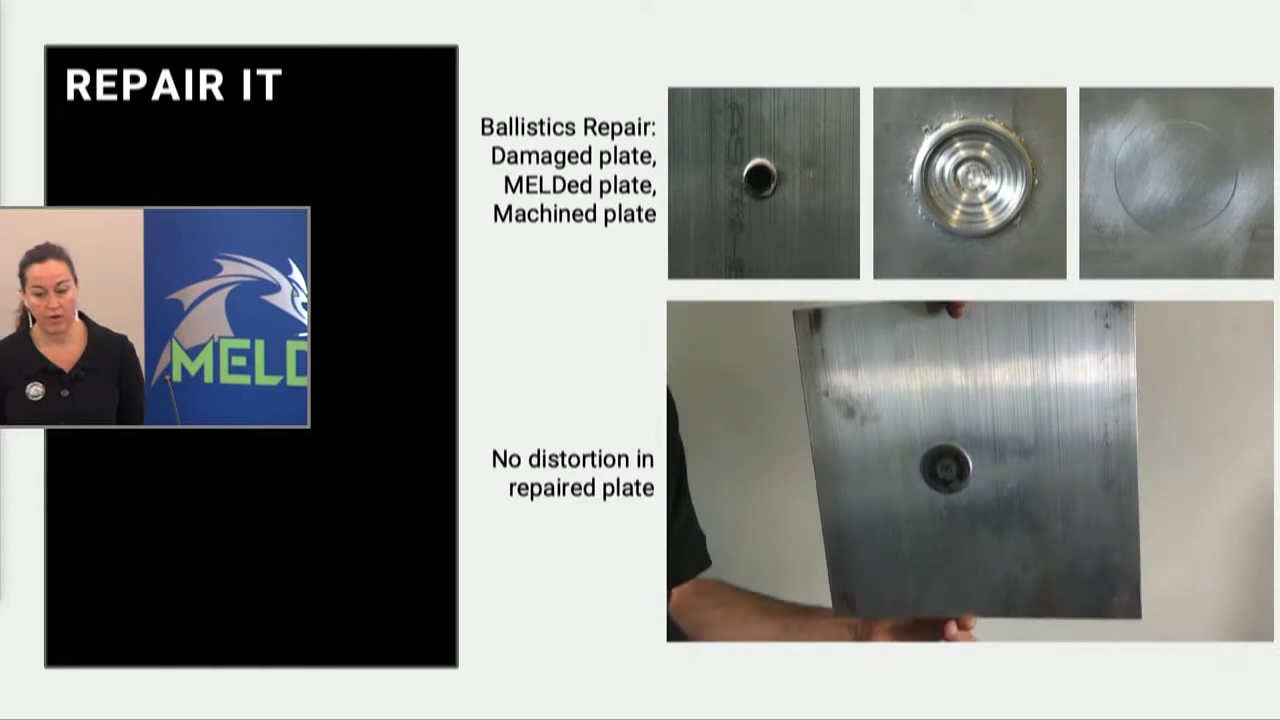 REPAIR IT
Ballistics Repair:
Damaged plate,
MELDed plate,
Machined plate
MELD
No distortion in
repaired plate